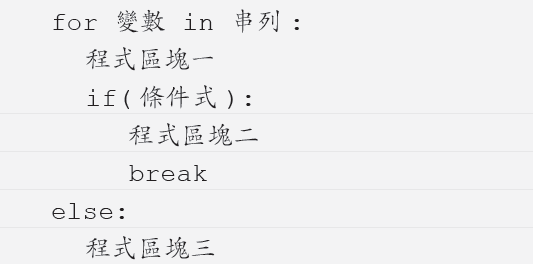 for 變數 in 串列:
程式區塊一
if(條件式):
程式區塊二
break
else:
程式區塊三